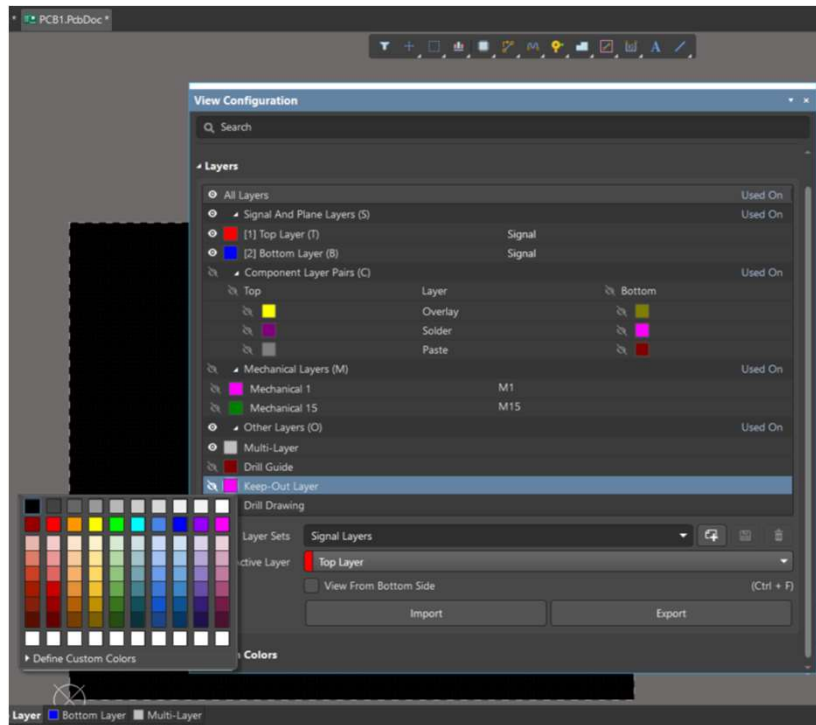 * PCB1.PcbDoc *
View Configuration
Search
Layers
All Layers Used On
Signal And Plane Layers (S) Used On
[1] Top Layer (T) Signal
[2] Bottom Layer (B) Signal
Component Layer Pairs (C) Used On
Top Layer Bottom
Overlay
Solder
Paste
Mechanical Layers (M) Used On
Mechanical 1 M1
Mechanical 15 M15
Other Layers (O) Used On
Multi-Layer
Drill Guide
Keep-Out Layer
Drill Drawing
Layer Sets Signal Layers
ctive Layer Top Layer
View From Bottom Side (Ctrl + F)
Import Export
Colors
Define Custom Colors
Layer Bottom Layer Multi-Layer